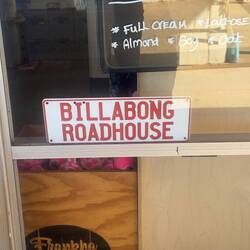 * Full Cream * Lactose
* Almond * Soy * Oat
BILLABONG
ROADHOUSE